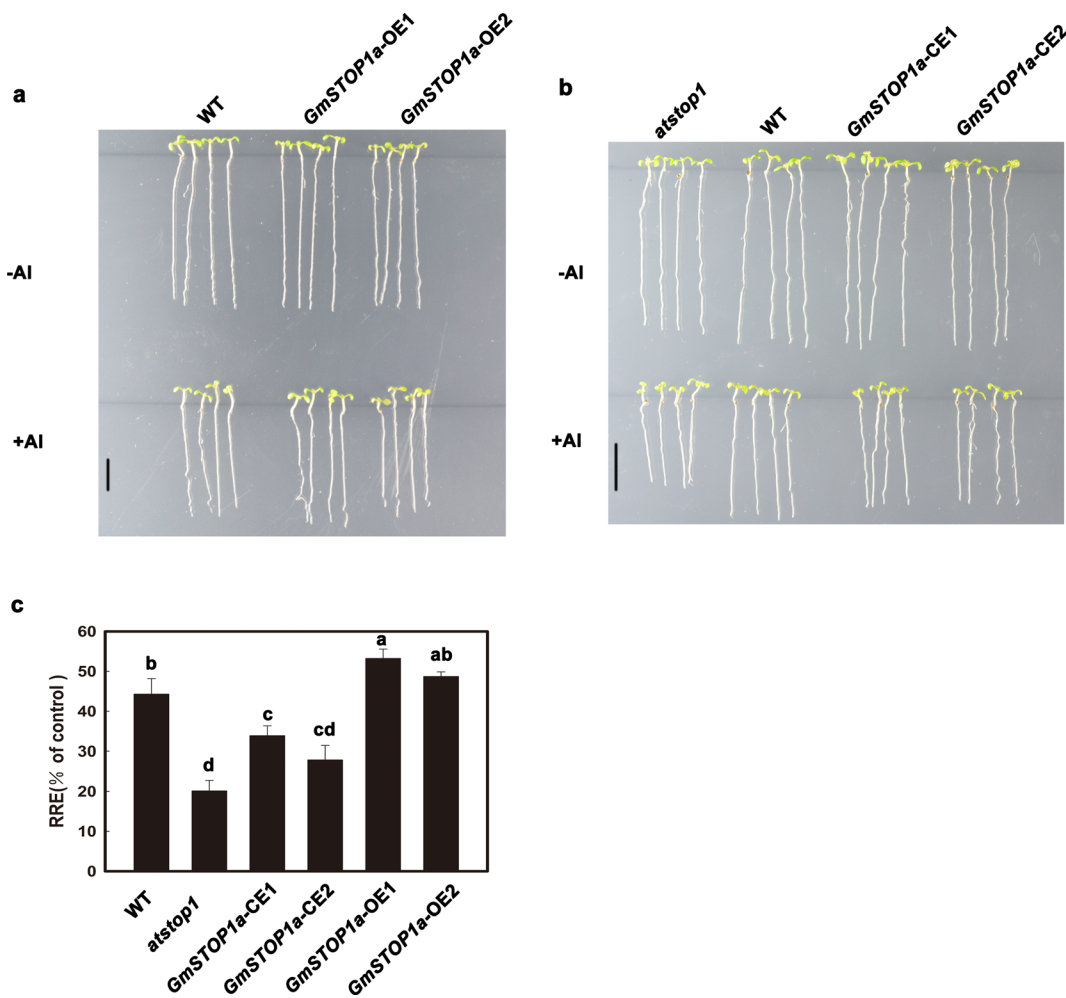 a
WT
GmSTOP1a-OE1
GmSTOP1a-OE2
-Al
+Al
b
atstop1
WT
GmSTOP1a-CE1
GmSTOP1a-CE2
-Al
+Al
c
RRE(% of control )
60
50
40
30
20
10
0
b
d
c
cd
a
ab
WT
atstop1
GmSTOP1a-CE1
GmSTOP1a-CE2
GmSTOP1a-OE1
GmSTOP1a-OE2